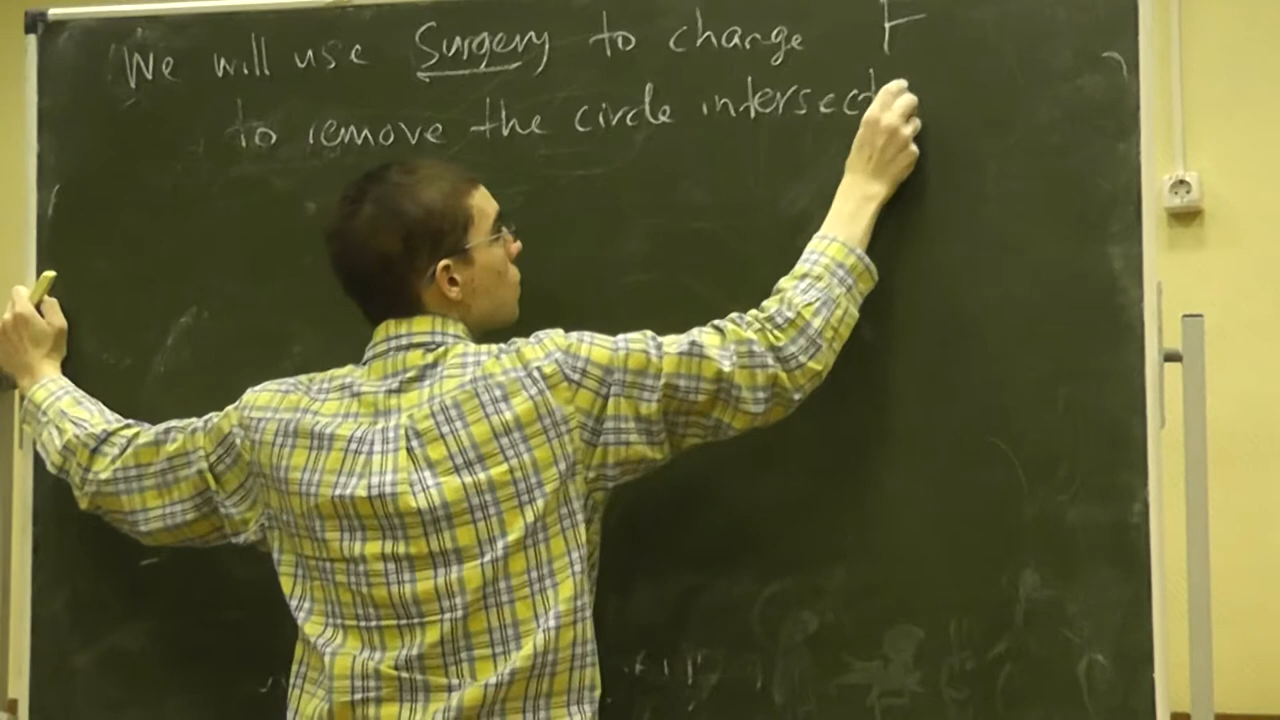 We will use Surgery to change F
to remove the circle intersect